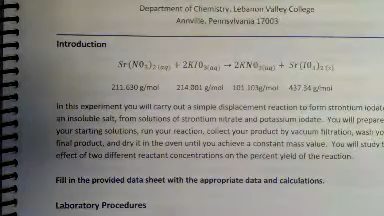 Department of Chemistry, Lebanon Valley College
Annville, Pennsylvania 17003
Introduction
Sr(NO₃)₂ (aq) + 2KIO₃(aq) → 2KNO₃(aq) + Sr(IO₃)₂ (s)
211.630 g/mol 214.001 g/mol 101.103g/mol 437.34 g/mol
In this experiment you will carry out a simple displacement reaction to form strontium iodate
an insoluble salt, from solutions of strontium nitrate and potassium iodate. You will prepare
your starting solutions, run your reaction, collect your product by vacuum filtration, wash yo
final product, and dry it in the oven until you achieve a constant mass value. You will study t
effect of two different reactant concentrations on the percent yield of the reaction.
Fill in the provided data sheet with the appropriate data and calculations.
Laboratory Procedures